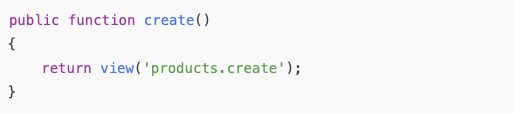 public function create()
{
    return view('products.create');
}